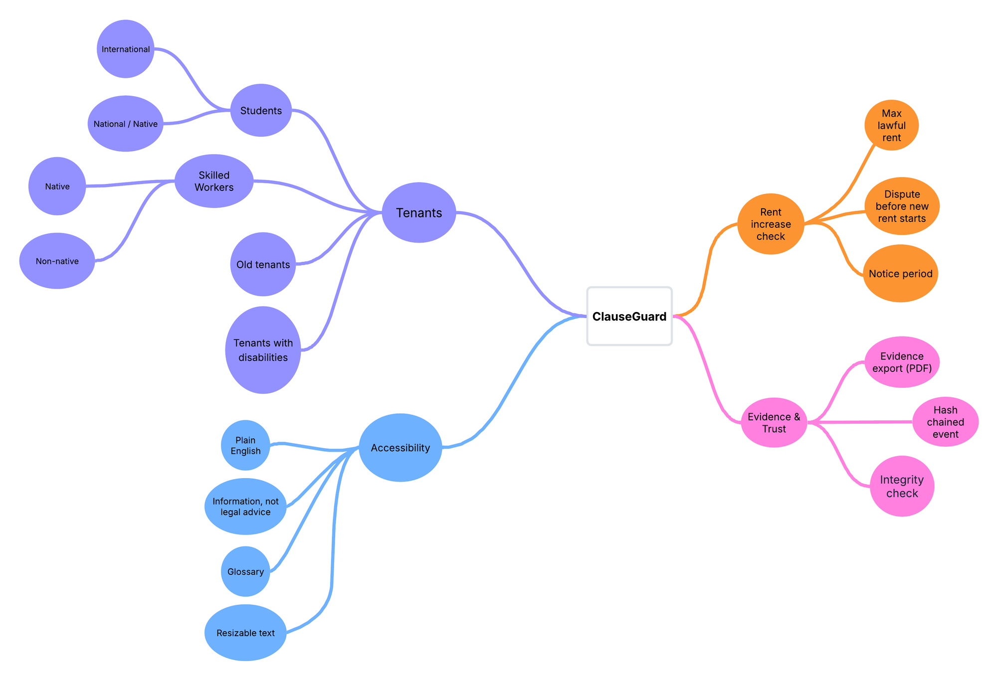 International
National / Native
Students
Native
Non-native
Skilled
Workers
Old tenants
Tenants with
disabilities
Tenants
Plain
English
Information, not
legal advice
Glossary
Resizable text
Accessibility
ClauseGuard
Rent
increase
check
Max
lawful
rent
Dispute
before new
rent starts
Notice period
Evidence &
Trust
Evidence
export (PDF)
Hash
chained
event
Integrity
check